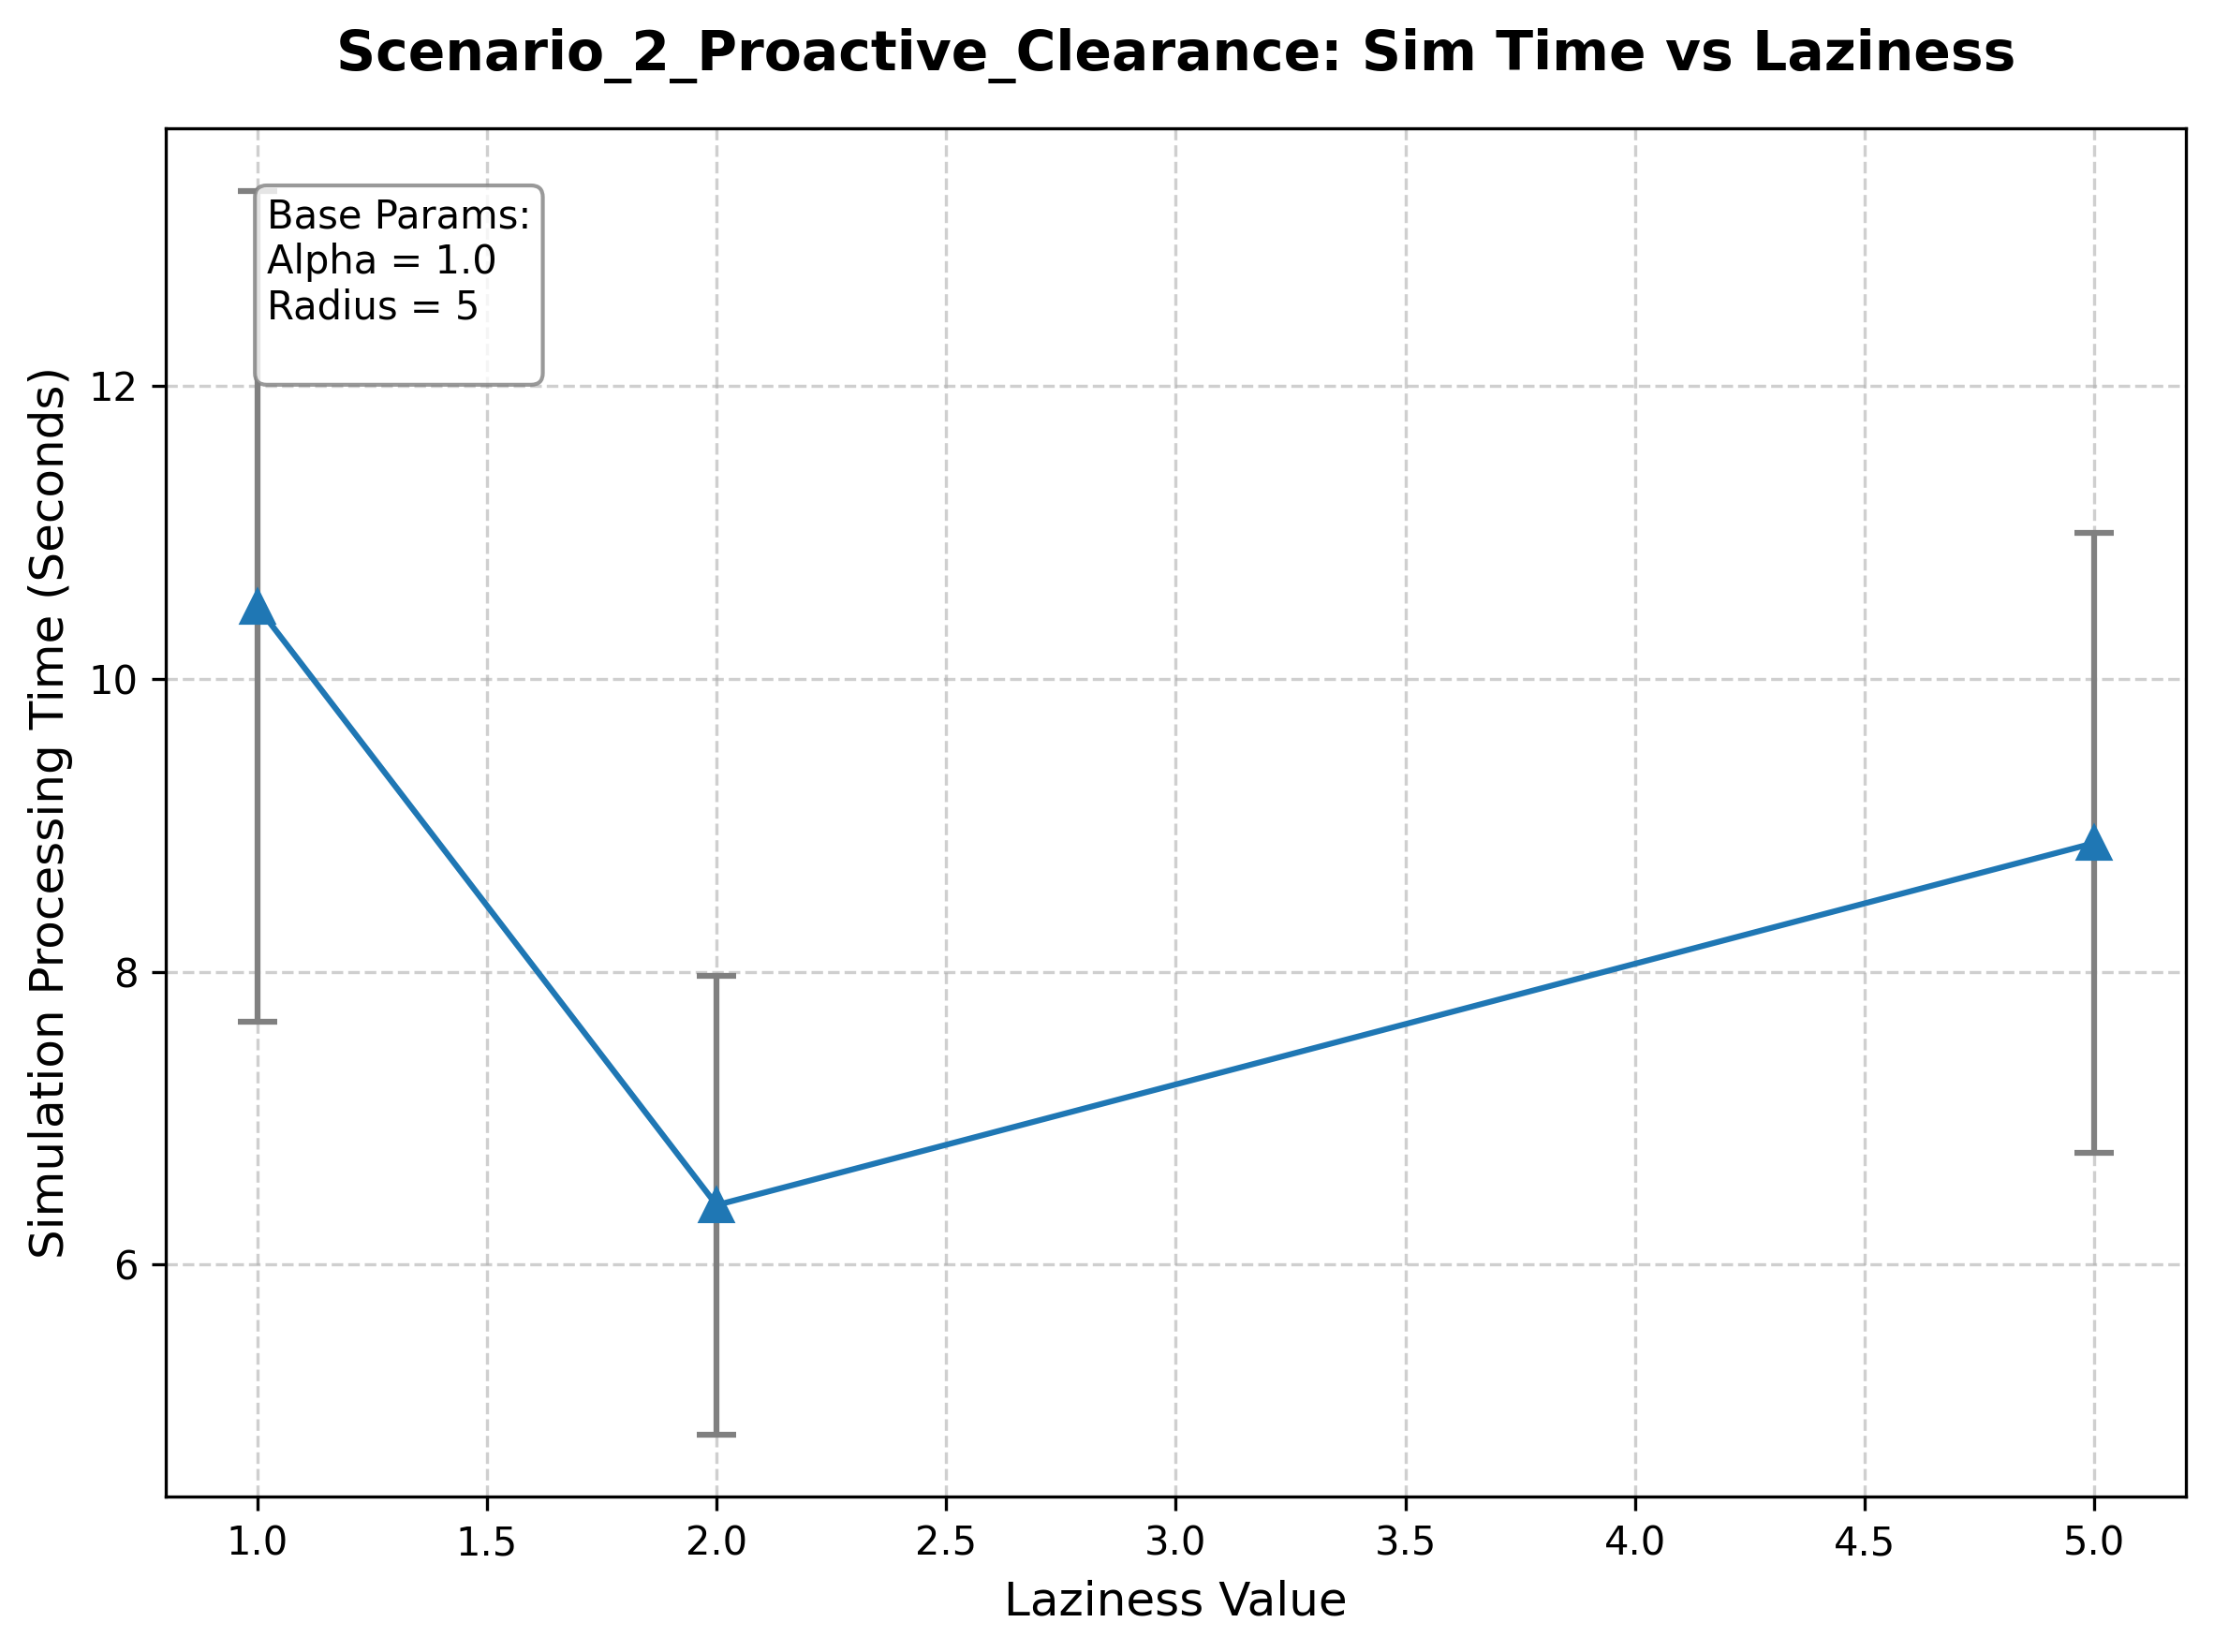 Scenario_2_Proactive_Clearance: Sim Time vs Laziness
Base Params:
Alpha = 1.0
Radius = 5
Simulation Processing Time (Seconds)
12
10
8
6
1.0 1.5 2.0 2.5 3.0 3.5 4.0 4.5 5.0
Laziness Value